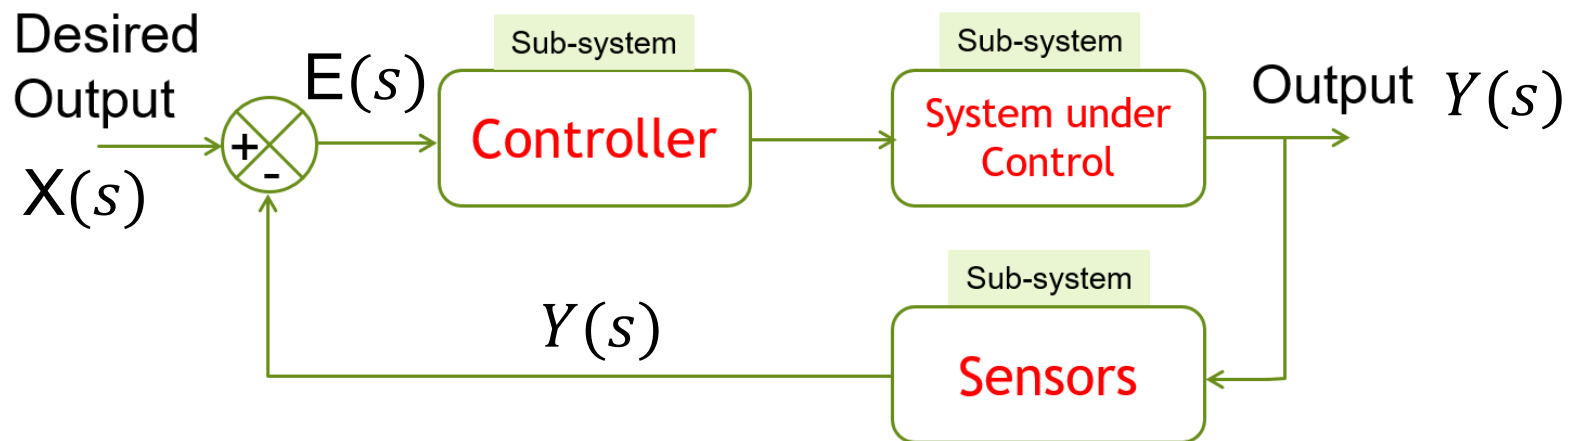 Desired
Output
X(s)
+
-
E(s)
Sub-system
Controller
Sub-system
System under
Control
Output Y(s)
Y(s)
Sub-system
Sensors